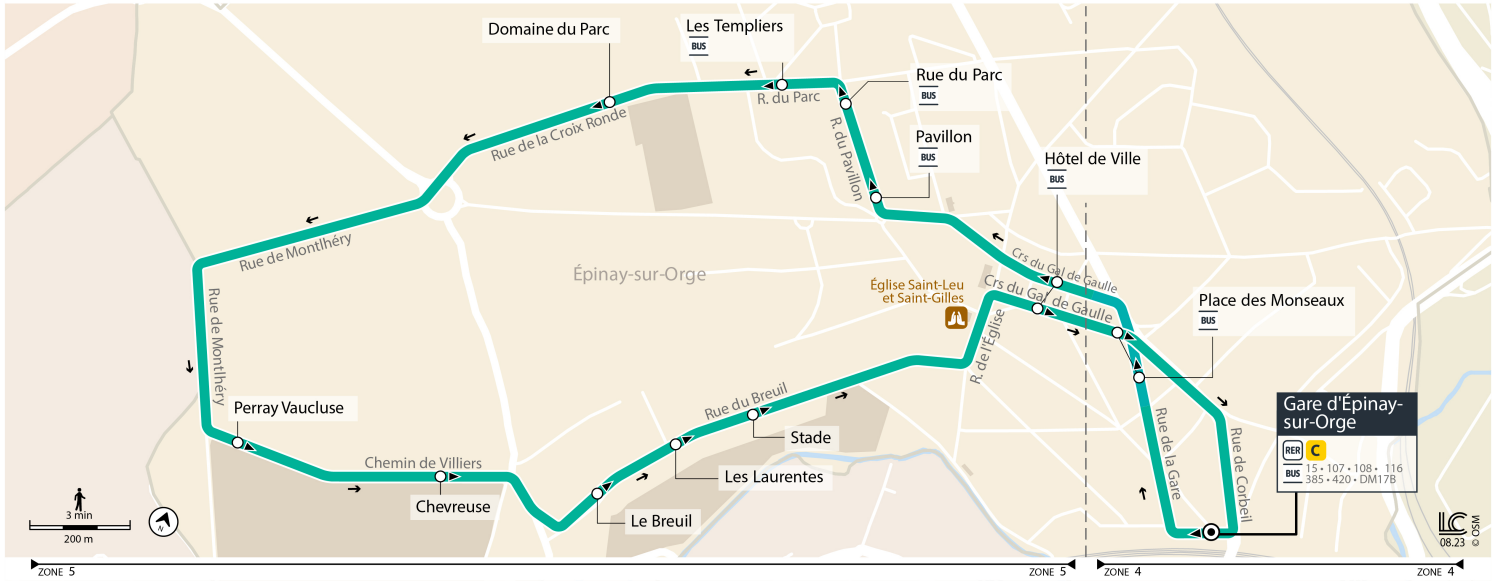 Domaine du Parc
Les Templiers
BUS
Rue du Parc
BUS
R. du Parc
Rue de la Croix Ronde
R. du Pavillon
Pavillon
BUS
Hôtel de Ville
BUS
Rue de Montlhéry
Crs du Gal de Gaulle
Épinay-sur-Orge
Église Saint-Leu
et Saint-Gilles
Crs du Gal de Gaulle
Place des Monseaux
BUS
Rue de Montlhéry
R. de l'Église
Rue du Breuil
Perray Vaucluse
Stade
Gare d'Épinay-
sur-Orge
RER C
BUS
15 • 107 • 108 • 116
385 • 420 • DM17B
Rue de la Gare
Rue de Corbeil
Chemin de Villiers
Les Laurentes
Chevreuse
Le Breuil
3 min
200 m
N
LC
08.23
© OSM
ZONE 5
ZONE 5
ZONE 4
ZONE 4